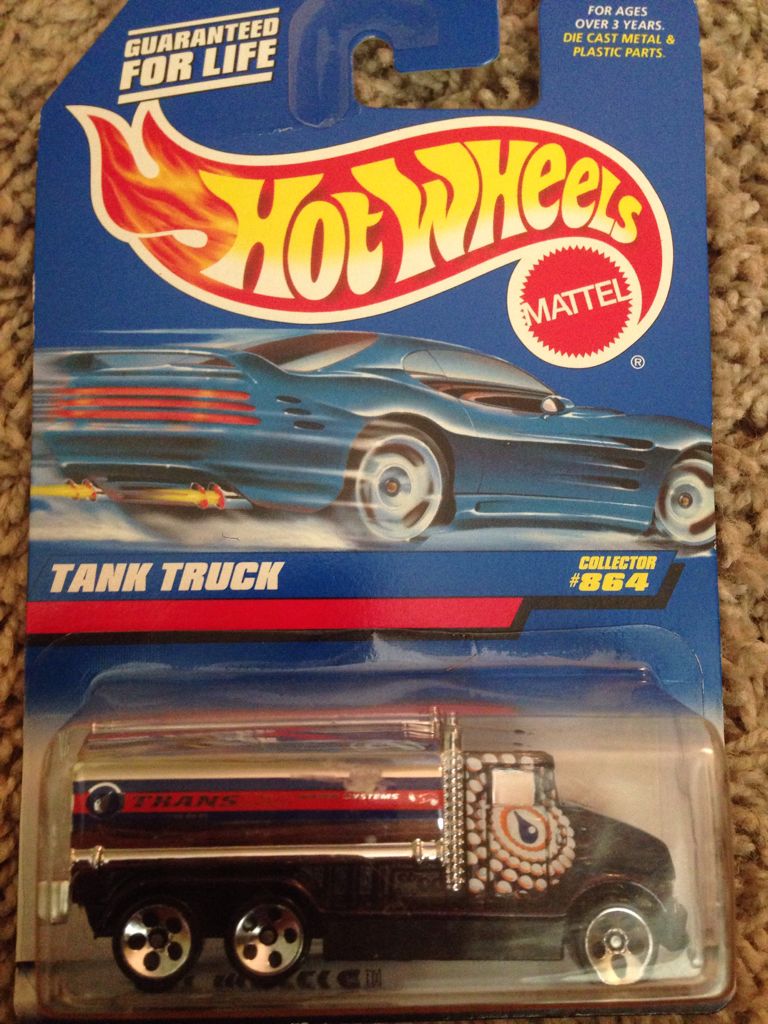 GUARANTEED
FOR LIFE
FOR AGES
OVER 3 YEARS.
DIE CAST METAL &
PLASTIC PARTS.
HOT WHEELS
MATTEL
®
TANK TRUCK
COLLECTOR
#864
TRANS SYSTEMS